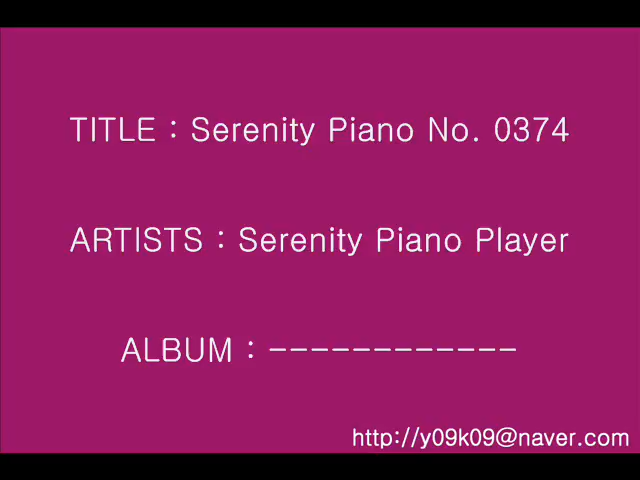 TITLE : Serenity Piano No. 0374
ARTISTS : Serenity Piano Player
ALBUM : ------------
http://y09k09@naver.com